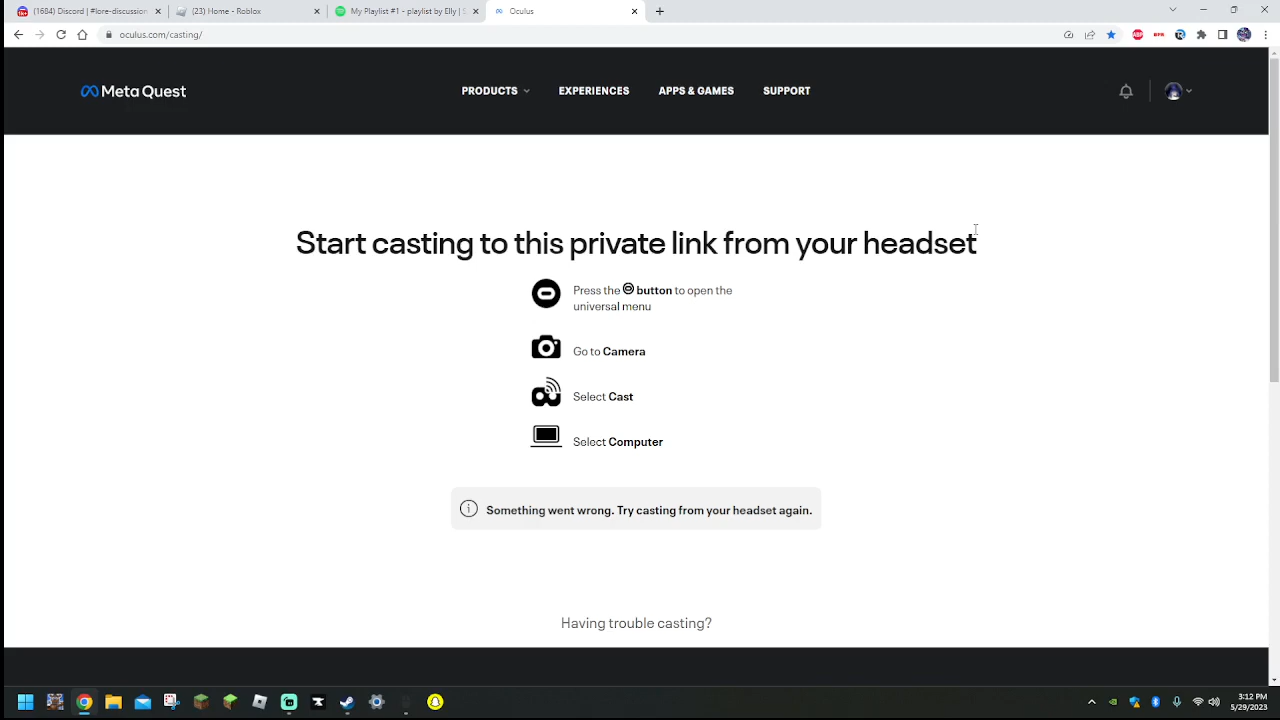 (1684) Discord | #lore-discussion
(23) Home - Roblox
My Playlist #1 - playlist by Elly | S
Oculus
oculus.com/casting/
ABP
Meta Quest
PRODUCTS
EXPERIENCES
APPS & GAMES
SUPPORT
Start casting to this private link from your headset
Press the button to open the
universal menu
Go to Camera
Select Cast
Select Computer
Something went wrong. Try casting from your headset again.
Having trouble casting?
3:12 PM
5/29/2023